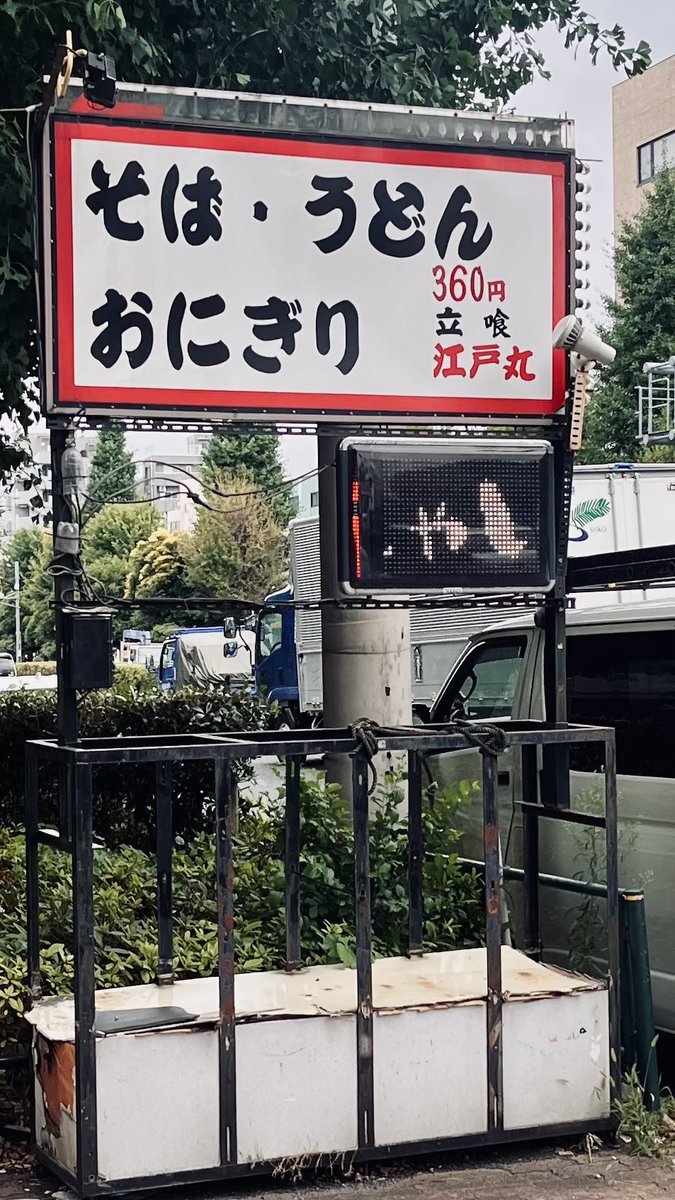 そば・うどん
おにぎり
360円
立喰
江戸丸